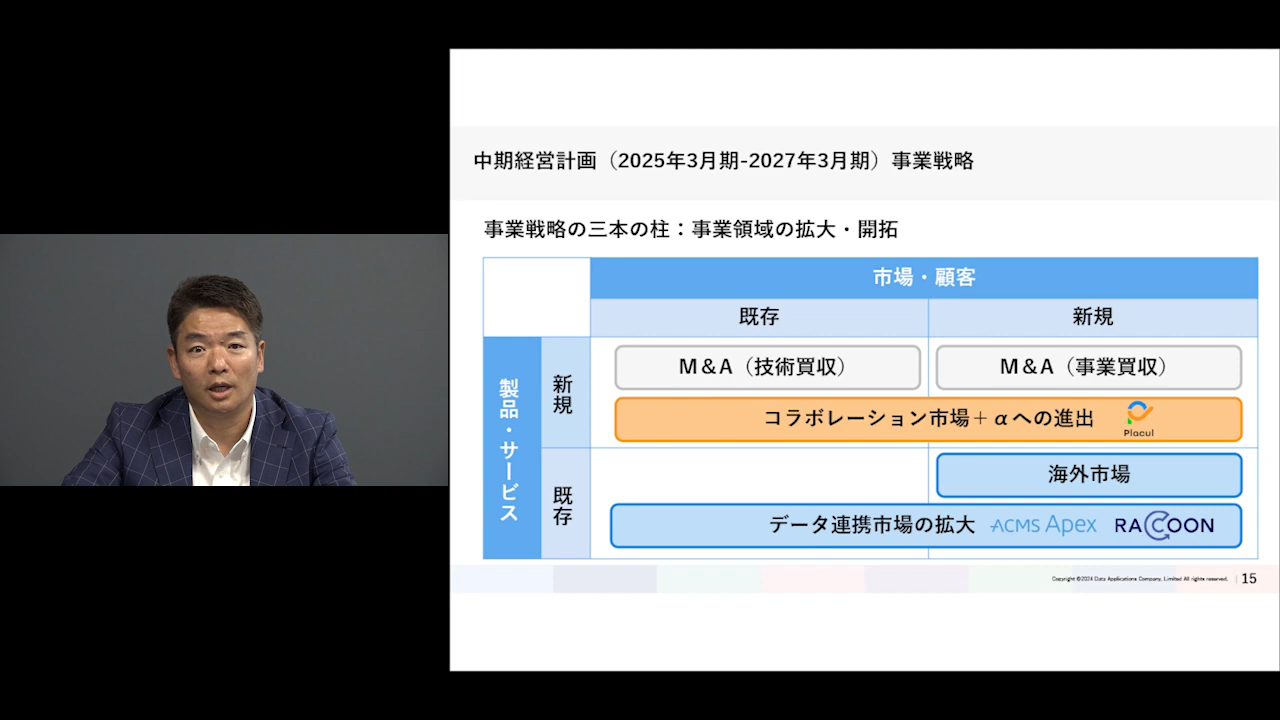 中期経営計画（2025年3月期-2027年3月期）事業戦略
事業戦略の三本の柱：事業領域の拡大・開拓
市場・顧客
既存
新規
製品・サービス
新規
M＆A（技術買収）
M＆A（事業買収）
コラボレーション市場＋αへの進出
Placul
既存
海外市場
データ連携市場の拡大
ACMS Apex
RACCOON
Copyright ©2024 Data Applications Company, Limited All rights reserved.
15